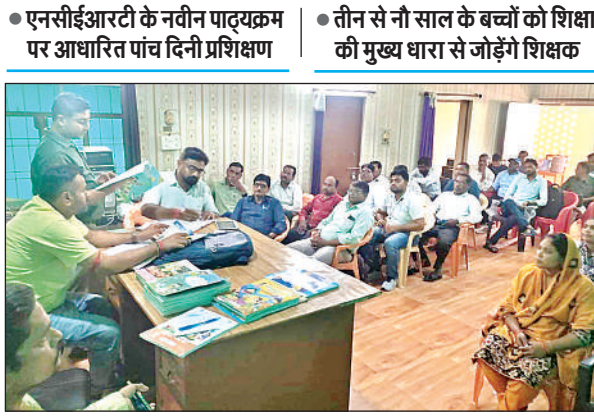 ● एनसीईआरटी के नवीन पाठ्यक्रम
पर आधारित पांच दिनी प्रशिक्षण
● तीन से नौ साल के बच्चों को शिक्षा
की मुख्य धारा से जोड़ेंगे शिक्षक